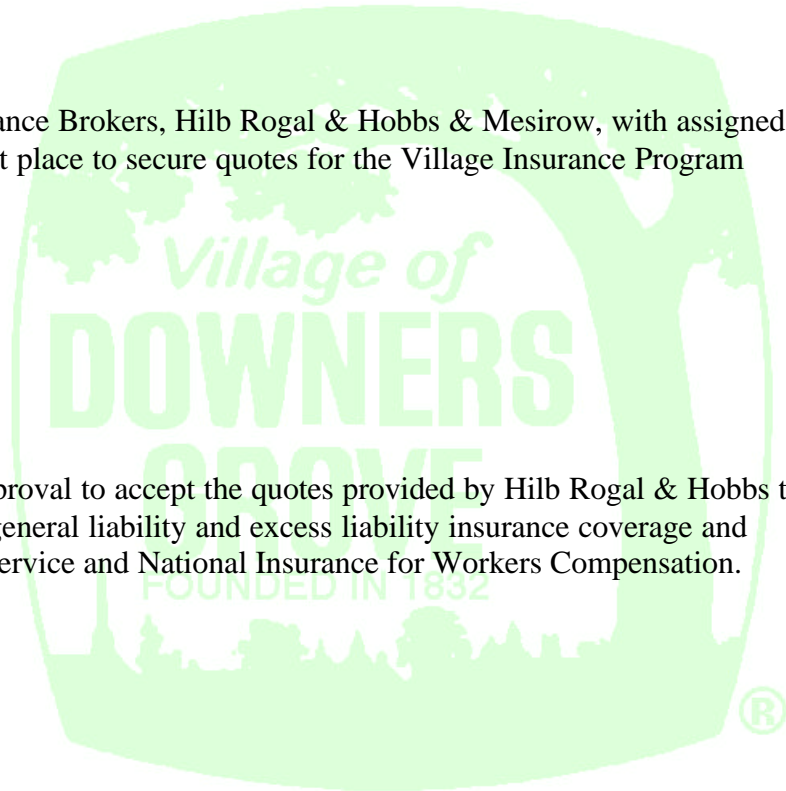 ance Brokers, Hilb Rogal & Hobbs & Mesirow, with assigned
t place to secure quotes for the Village Insurance Program
Village of
DOWNERS
GROVE
proval to accept the quotes provided by Hilb Rogal & Hobbs t
general liability and excess liability insurance coverage and
ervice and National Insurance for Workers Compensation.
FOUNDED IN 1832
®